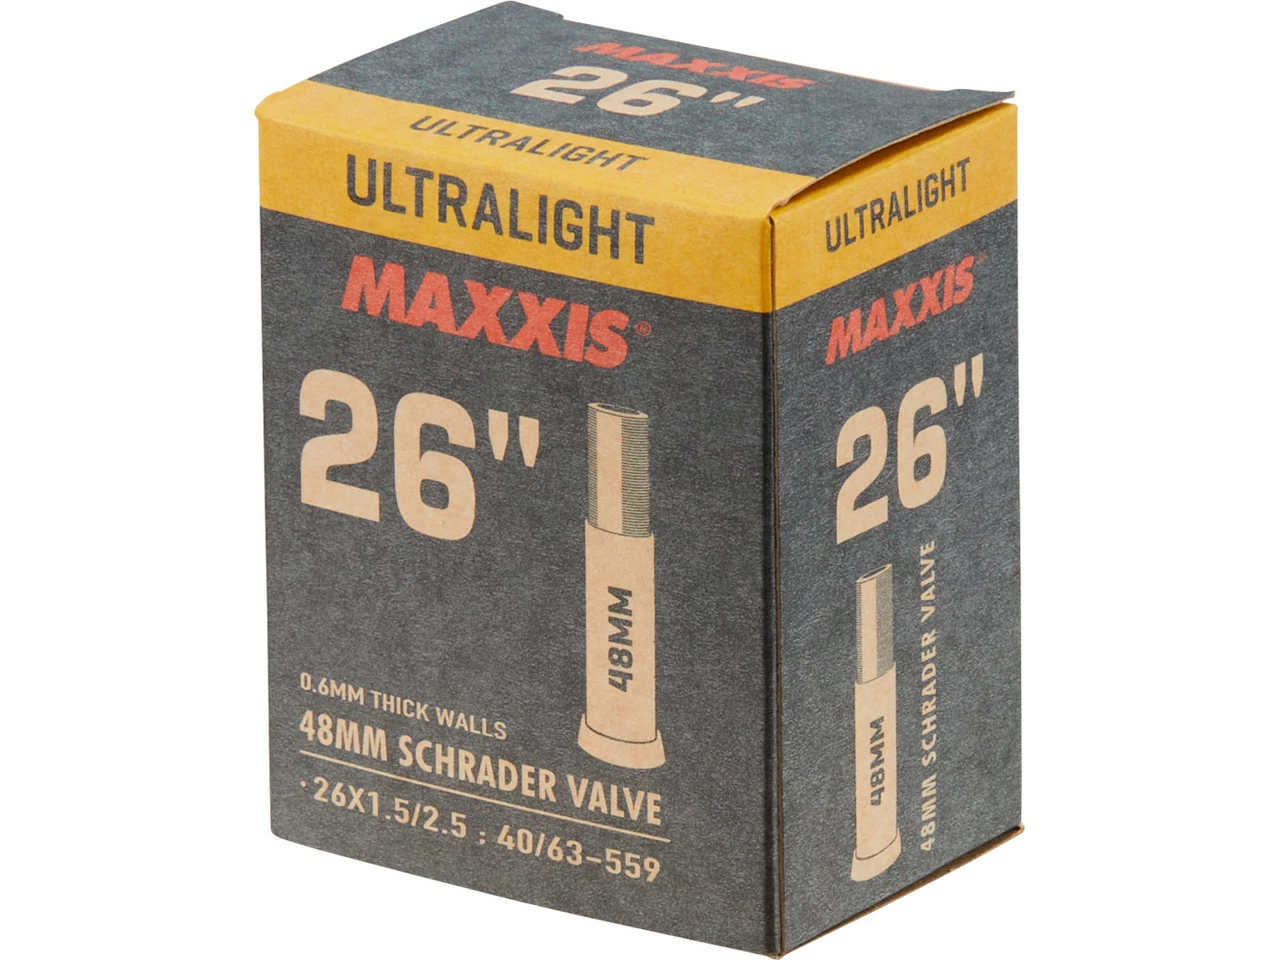 MAXXIS
26"
ULTRALIGHT
ULTRALIGHT
MAXXIS®
26"
48MM
0.6MM THICK WALLS
48MM SCHRADER VALVE
· 26X1.5/2.5 ; 40/63-559
ULTRALIGHT
MAXXIS®
26"
48MM
48MM SCHRADER VALVE